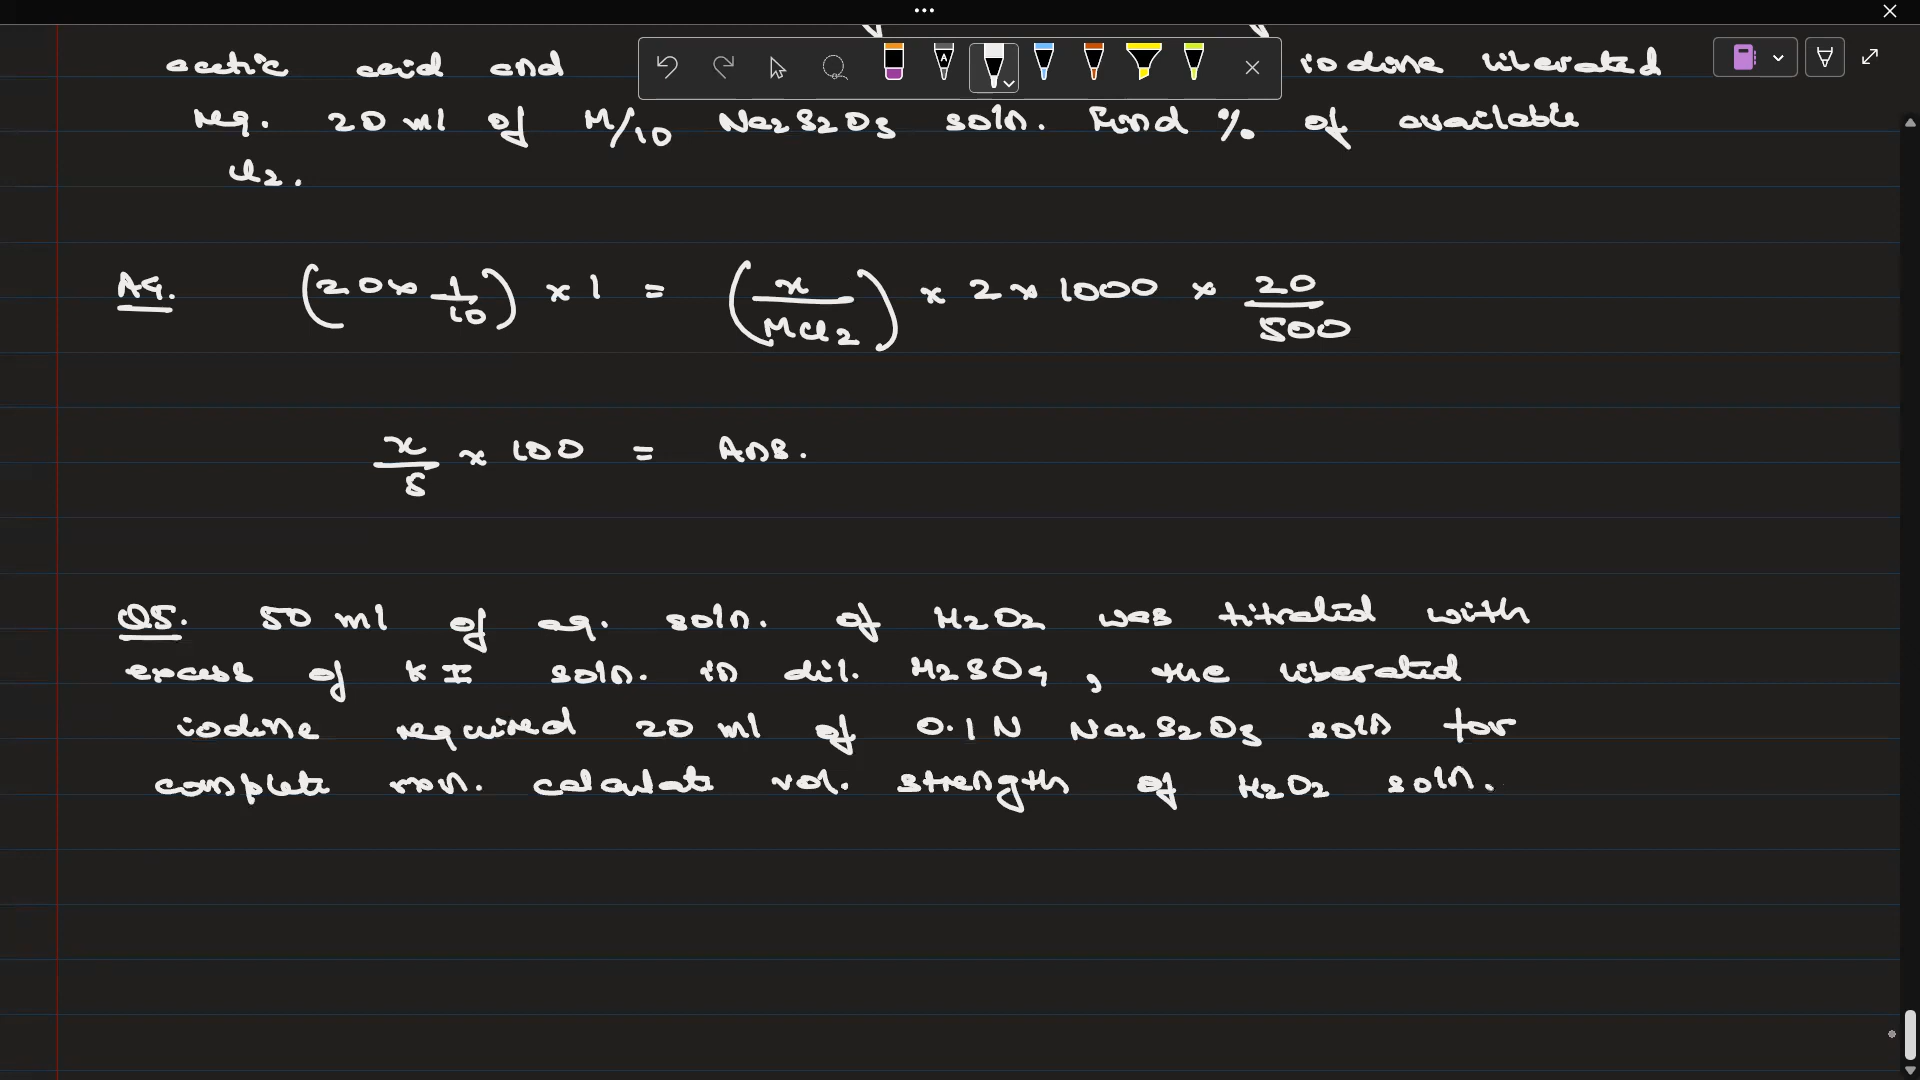 acetic acid and iodine liberated
req. 20 ml of M/10 Na2S2O3 soln. Find % of available
Cl2.
A4. (20 × 1/10) × 1 = (x/MCl2) × 2 × 1000 × 20/500
x/5 × 100 = Ans.
Q5. 50 ml of aq. soln. of H2O2 was titrated with
excess of KI soln. in dil. H2SO4, the liberated
iodine required 20 ml of 0.1 N Na2S2O3 soln for
complete rxn. calculate vol. strength of H2O2 soln.